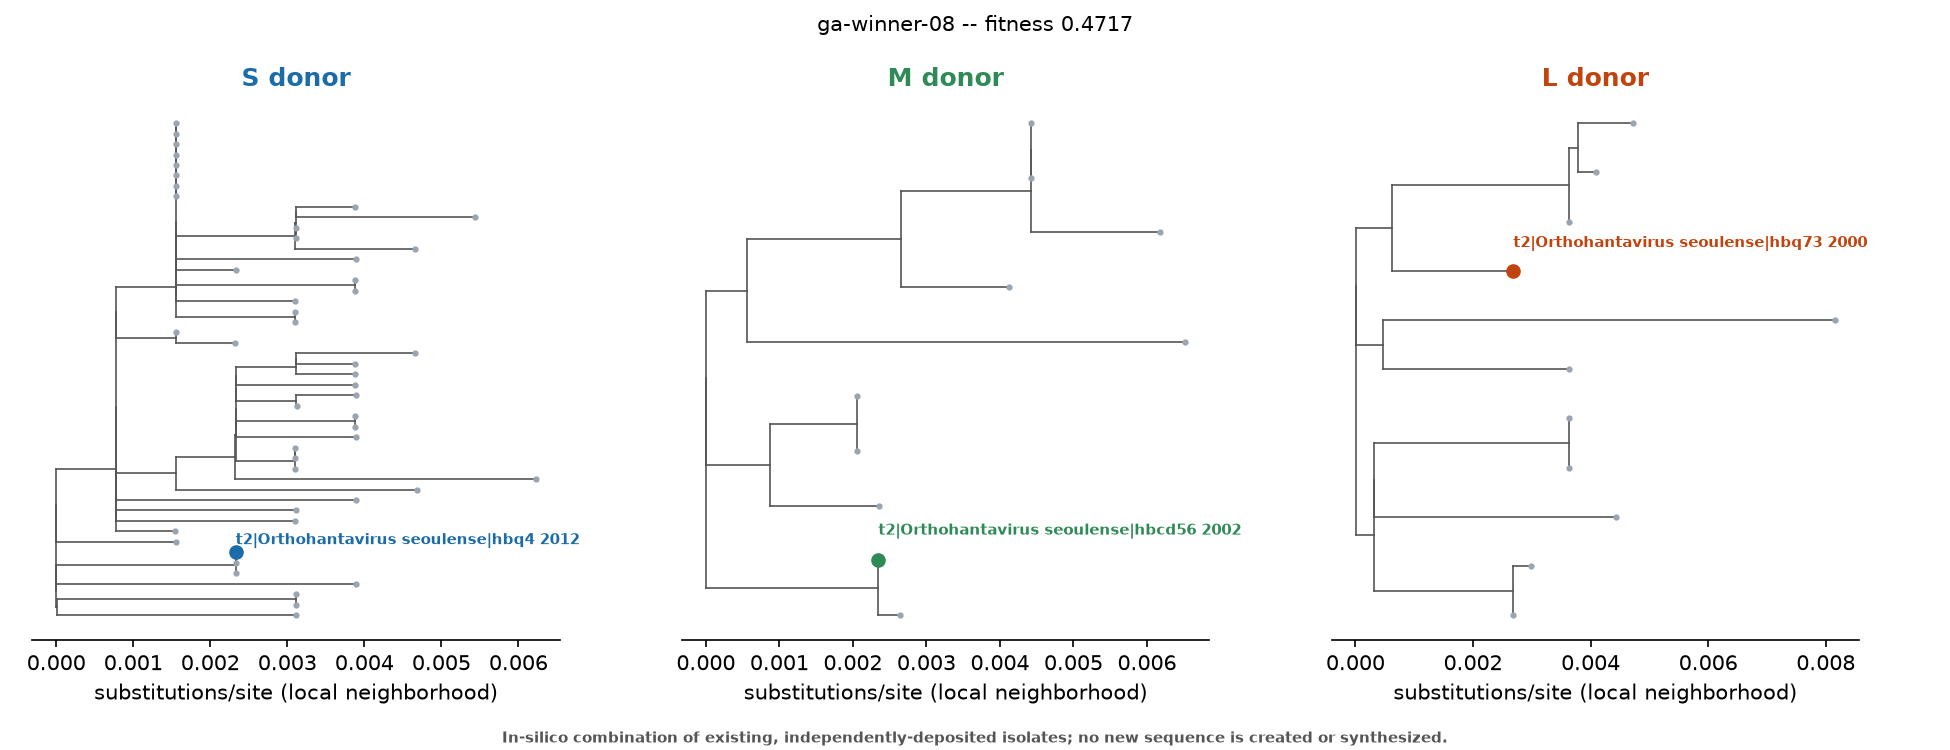 ga-winner-08 -- fitness 0.4717
S donor
M donor
L donor
t2|Orthohantavirus seoulense|hbq4 2012
t2|Orthohantavirus seoulense|hbcd56 2002
t2|Orthohantavirus seoulense|hbq73 2000
0.000 0.001 0.002 0.003 0.004 0.005 0.006
substitutions/site (local neighborhood)
0.000 0.001 0.002 0.003 0.004 0.005 0.006
substitutions/site (local neighborhood)
0.000 0.002 0.004 0.006 0.008
substitutions/site (local neighborhood)
In-silico combination of existing, independently-deposited isolates; no new sequence is created or synthesized.